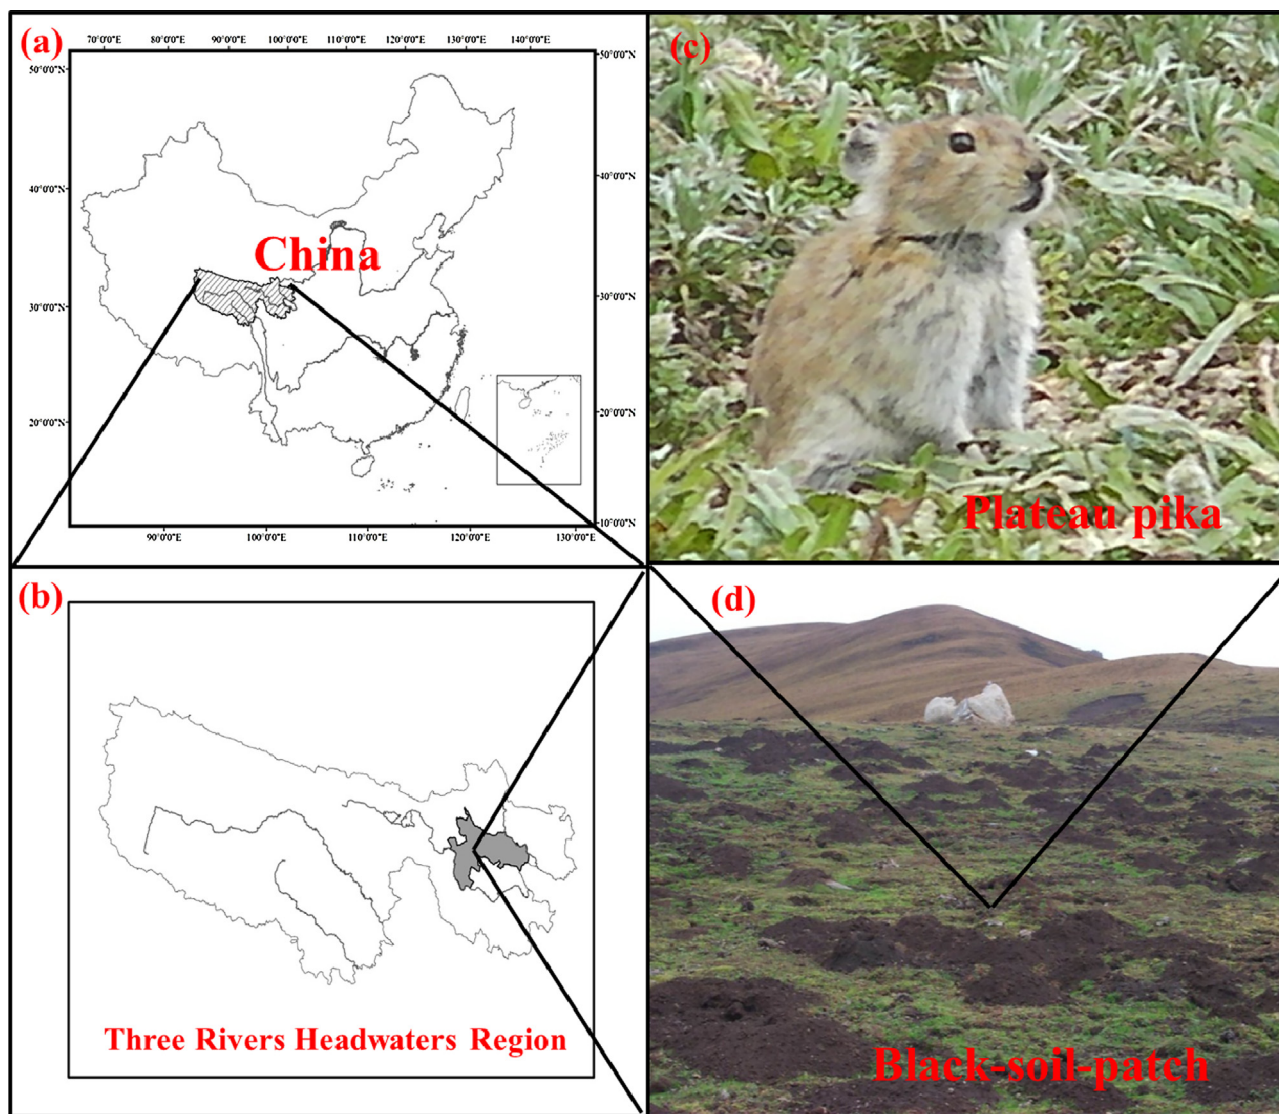 (a)
70°0'0"E 80°0'0"E 90°0'0"E 100°0'0"E 110°0'0"E 120°0'0"E 130°0'0"E 140°0'0"E
50°0'0"N 50°0'0"N
40°0'0"N 40°0'0"N
China
30°0'0"N 30°0'0"N
20°0'0"N 20°0'0"N
10°0'0"N
90°0'0"E 100°0'0"E 110°0'0"E 120°0'0"E 130°0'0"E
(c)
Plateau pika
(b)
Three Rivers Headwaters Region
(d)
Black-soil-patch